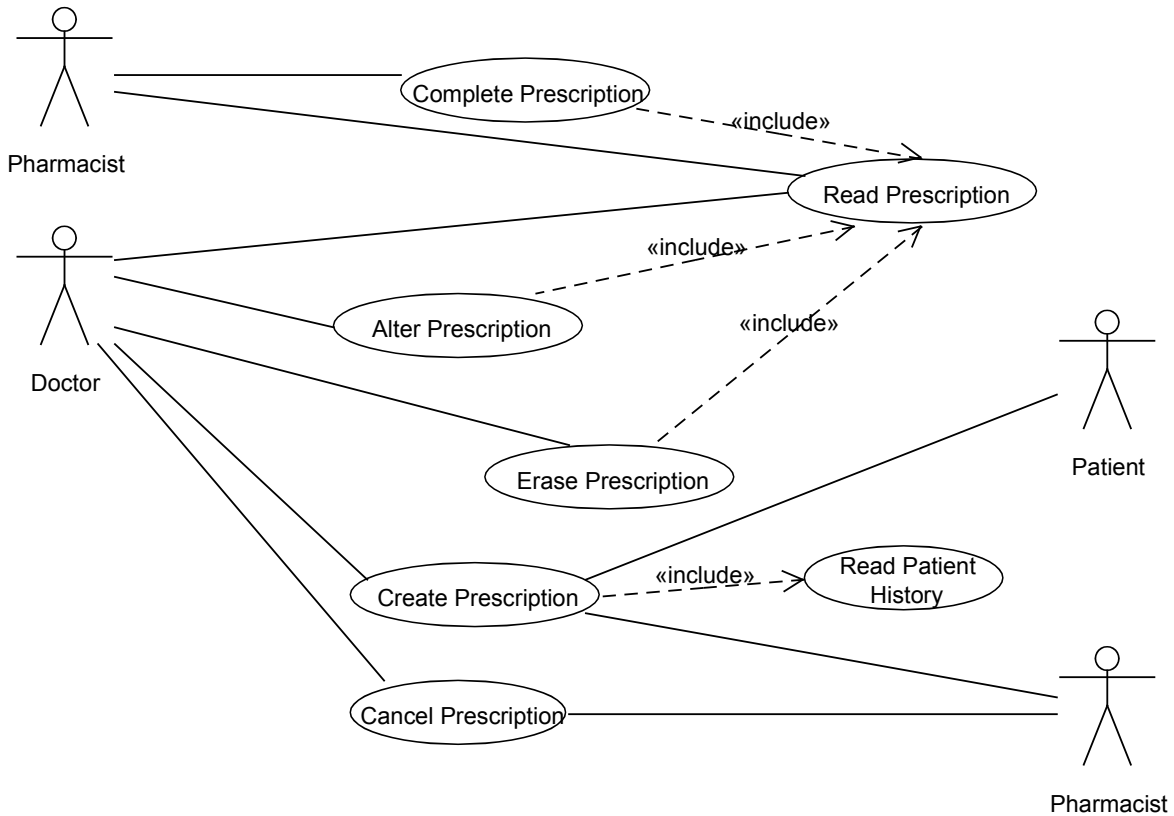 Complete Prescription
«include»
Pharmacist
Read Prescription
«include»
«include»
Alter Prescription
Doctor
Patient
Erase Prescription
Read Patient
History
«include»
Create Prescription
Cancel Prescription
Pharmacist